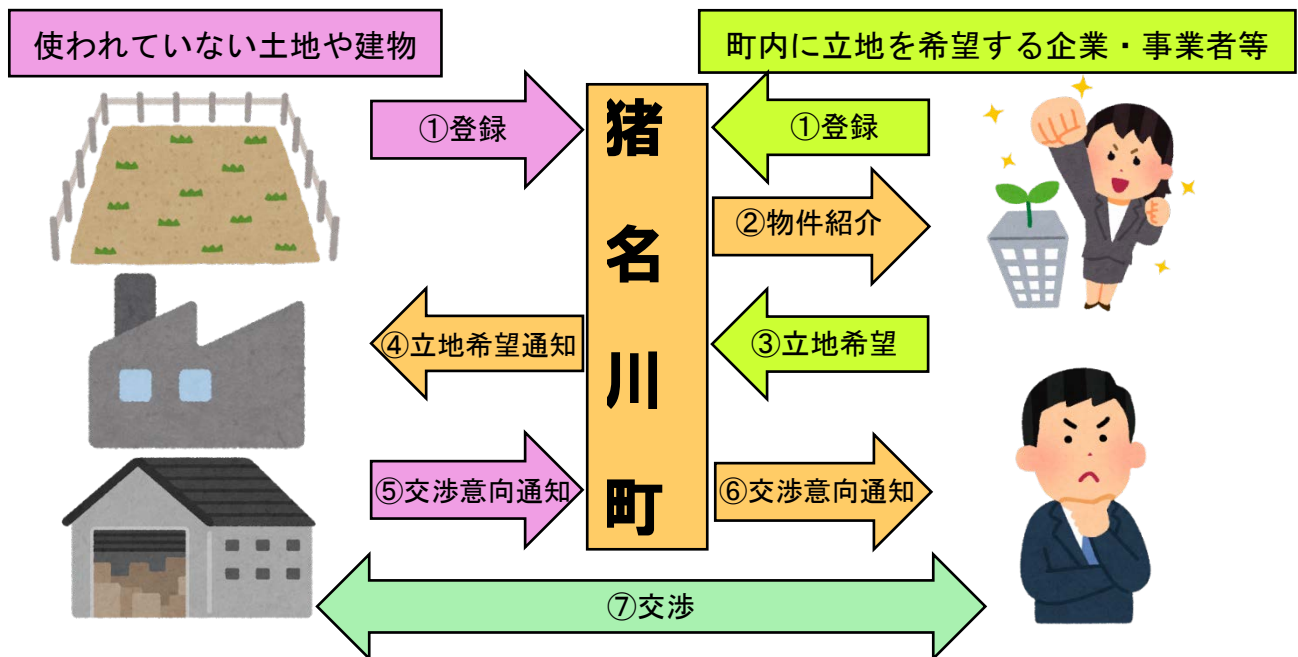 使われていない土地や建物
町内に立地を希望する企業・事業者等
①登録
猪名川町
①登録
②物件紹介
④立地希望通知
③立地希望
⑤交渉意向通知
⑥交渉意向通知
⑦交渉